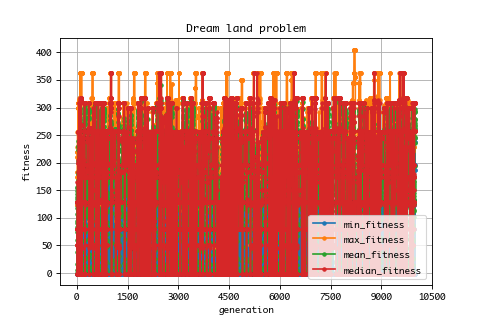 Dream land problem
400
350
300
250
200
150
100
50
0
fitness
0 1500 3000 4500 6000 7500 9000 10500
generation
min_fitness
max_fitness
mean_fitness
median_fitness